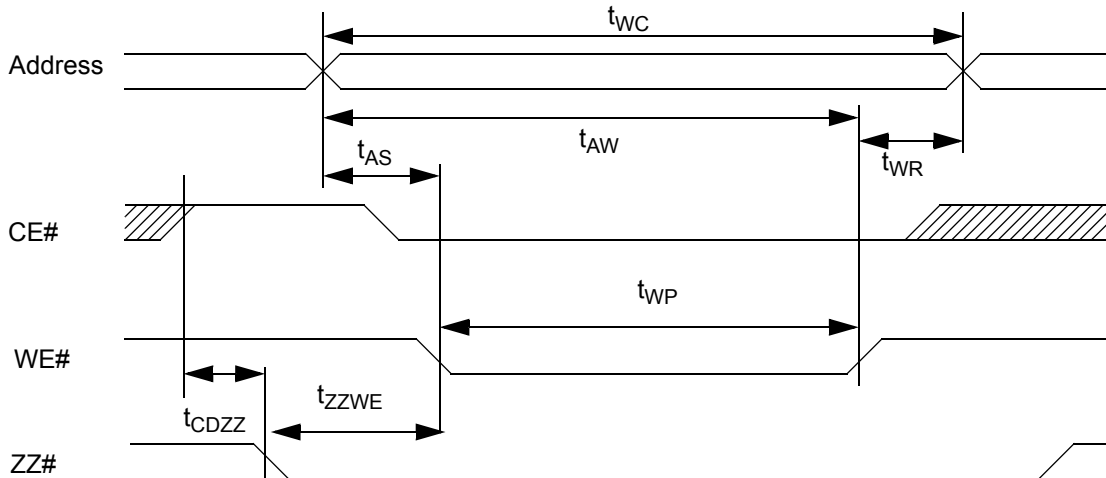 tWC
Address
tAW
tAS
tWR
CE#
tWP
WE#
tZZWE
tCDZZ
ZZ#